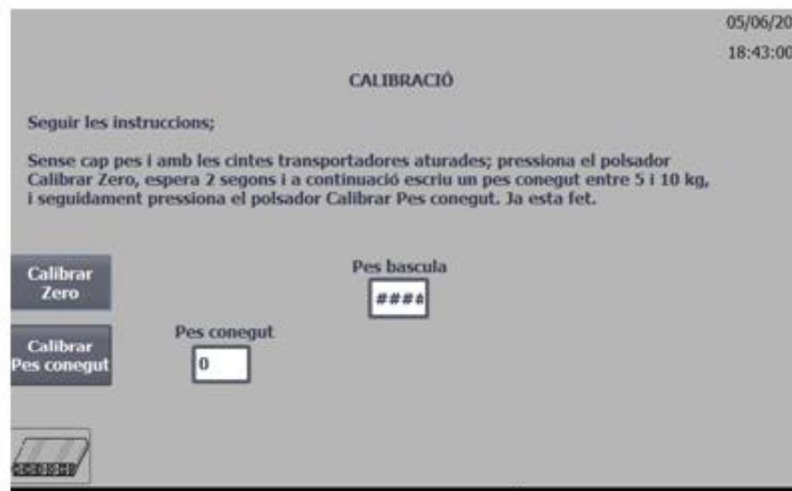 05/06/20
18:43:00
CALIBRACIÓ
Seguir les instruccions;
Sense cap pes i amb les cintes transportadores aturades; pressiona el polsador
Calibrar Zero, espera 2 segons i a continuació escriu un pes conegut entre 5 i 10 kg,
i seguidament pressiona el polsador Calibrar Pes conegut. Ja esta fet.
Calibrar
Zero
Pes bascula
####
Calibrar
Pes conegut
Pes conegut
0